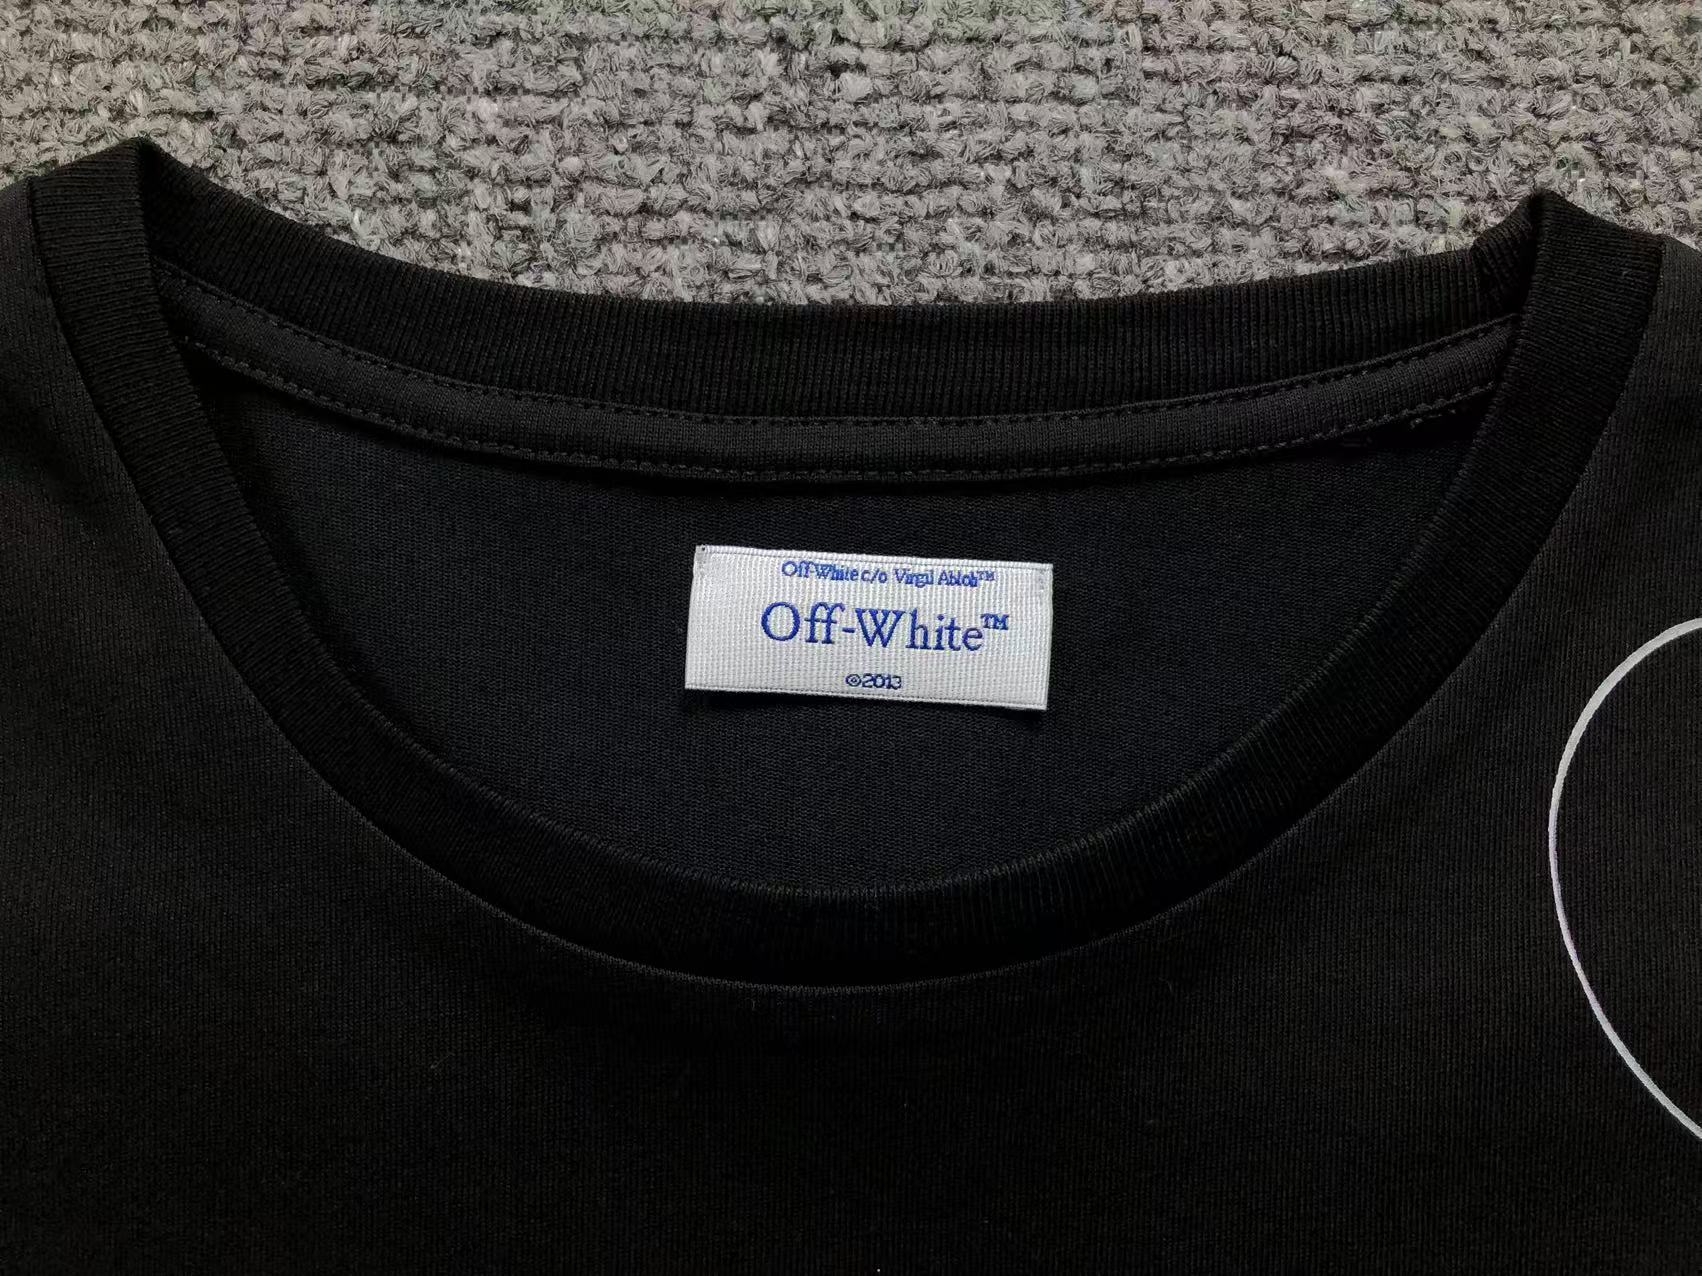 Off-White c/o Virgil Abloh™
Off-White™
©2013